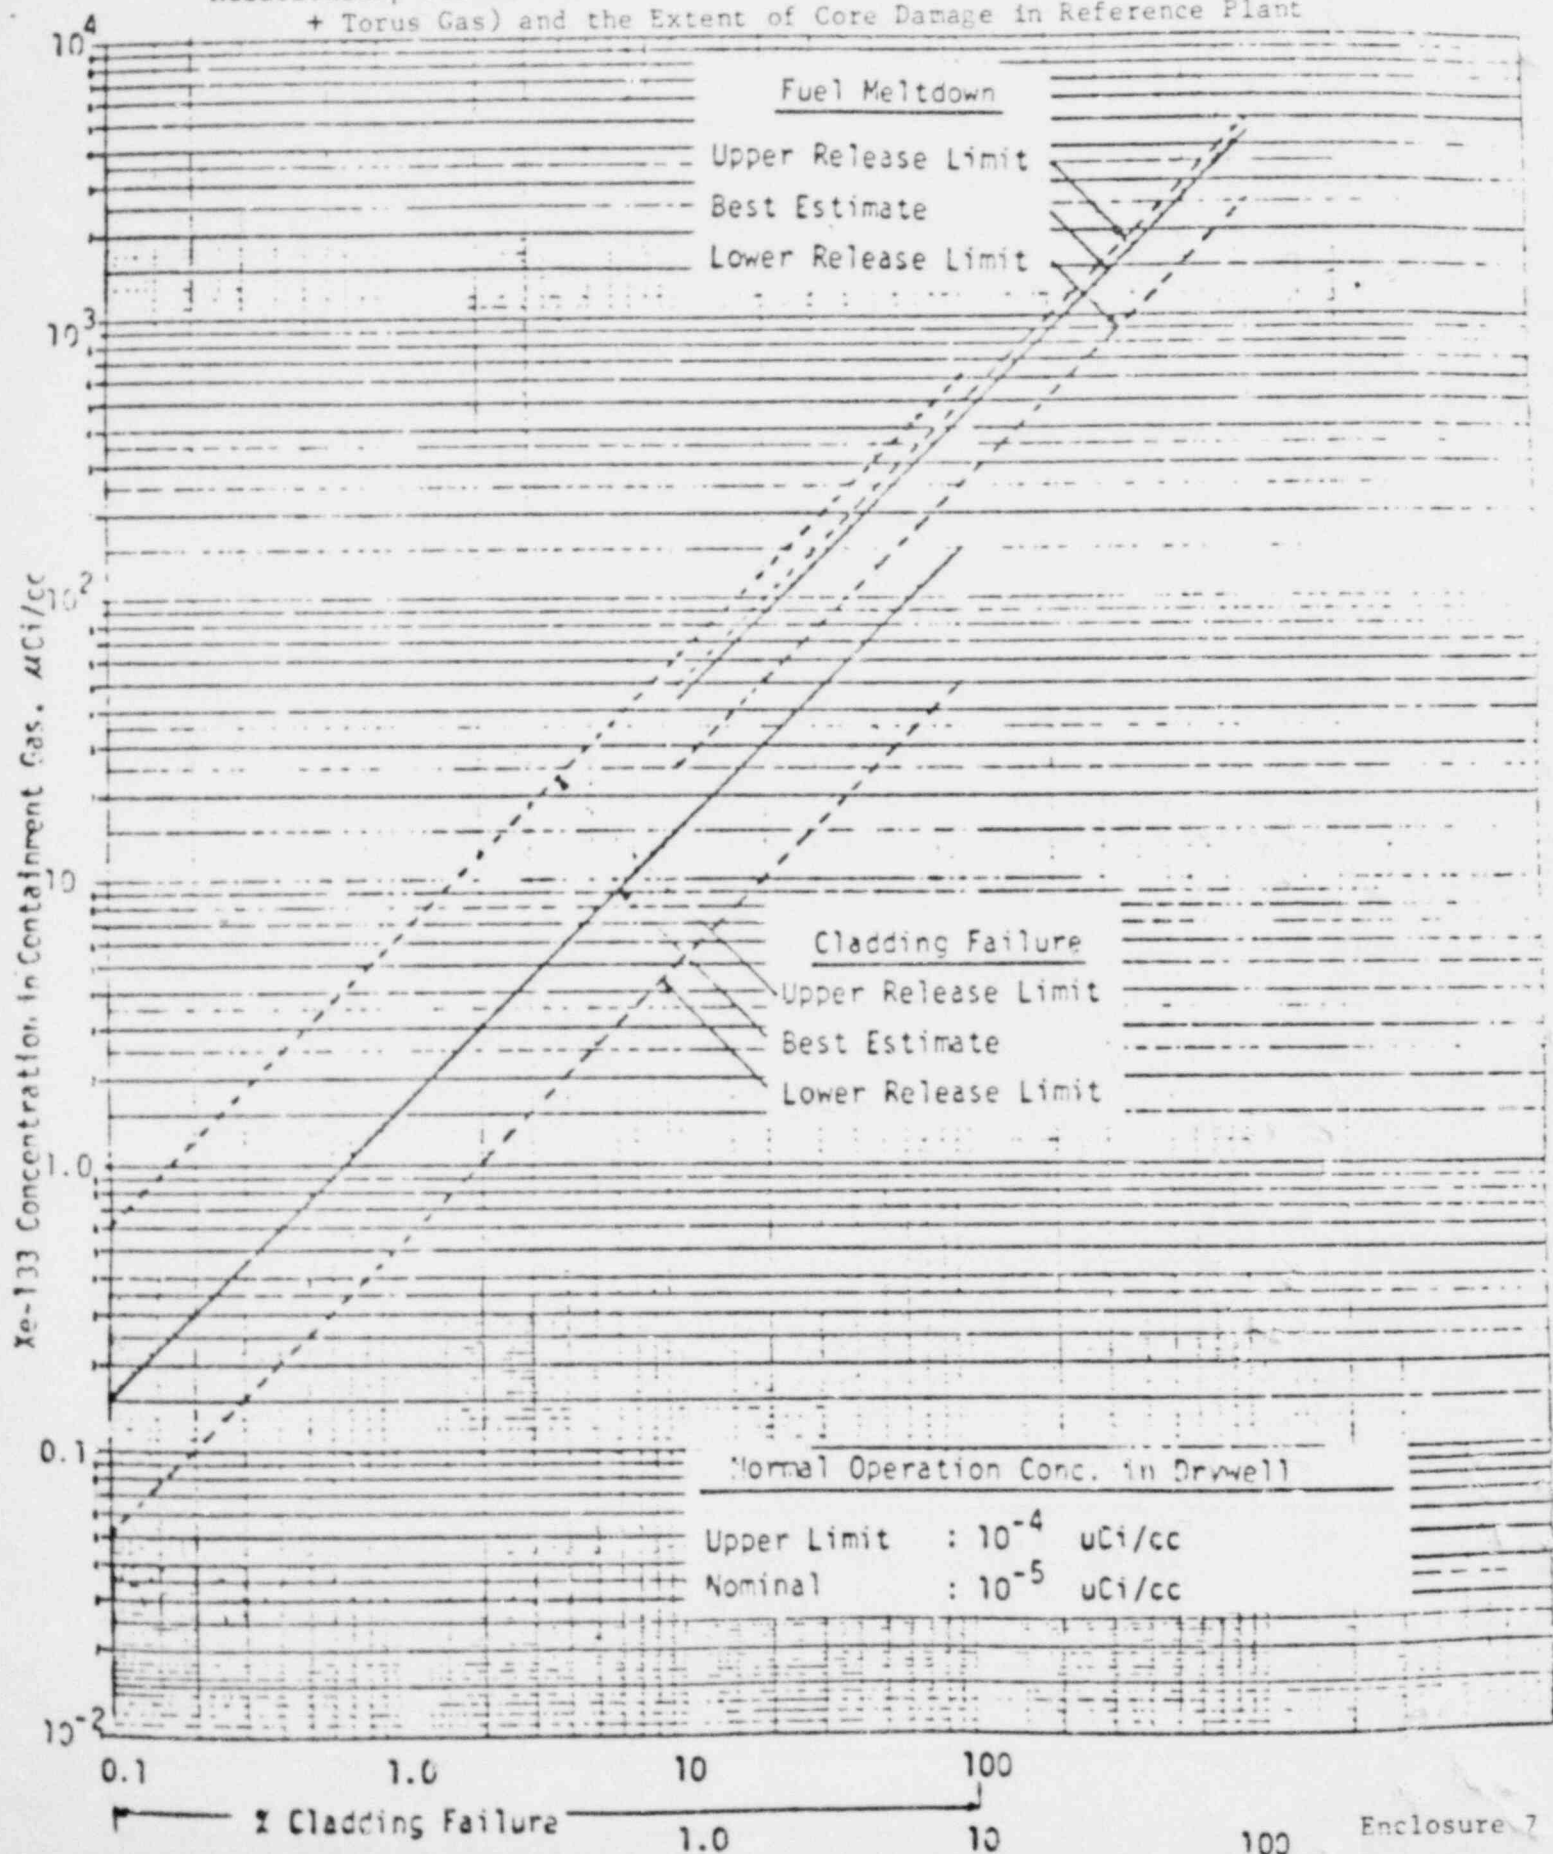 + Torus Gas) and the Extent of Core Damage in Reference Plant
10^4
Fuel Meltdown
Upper Release Limit
Best Estimate
Lower Release Limit
10^3
10^2
Xe-133 Concentration in Containment Gas, µCi/cc
10
Cladding Failure
Upper Release Limit
Best Estimate
Lower Release Limit
1.0
0.1
Normal Operation Conc. in Drywell
Upper Limit : 10^-4 uCi/cc
Nominal : 10^-5 uCi/cc
10^-2
0.1 1.0 10 100
% Cladding Failure
1.0 10 100
Enclosure 7